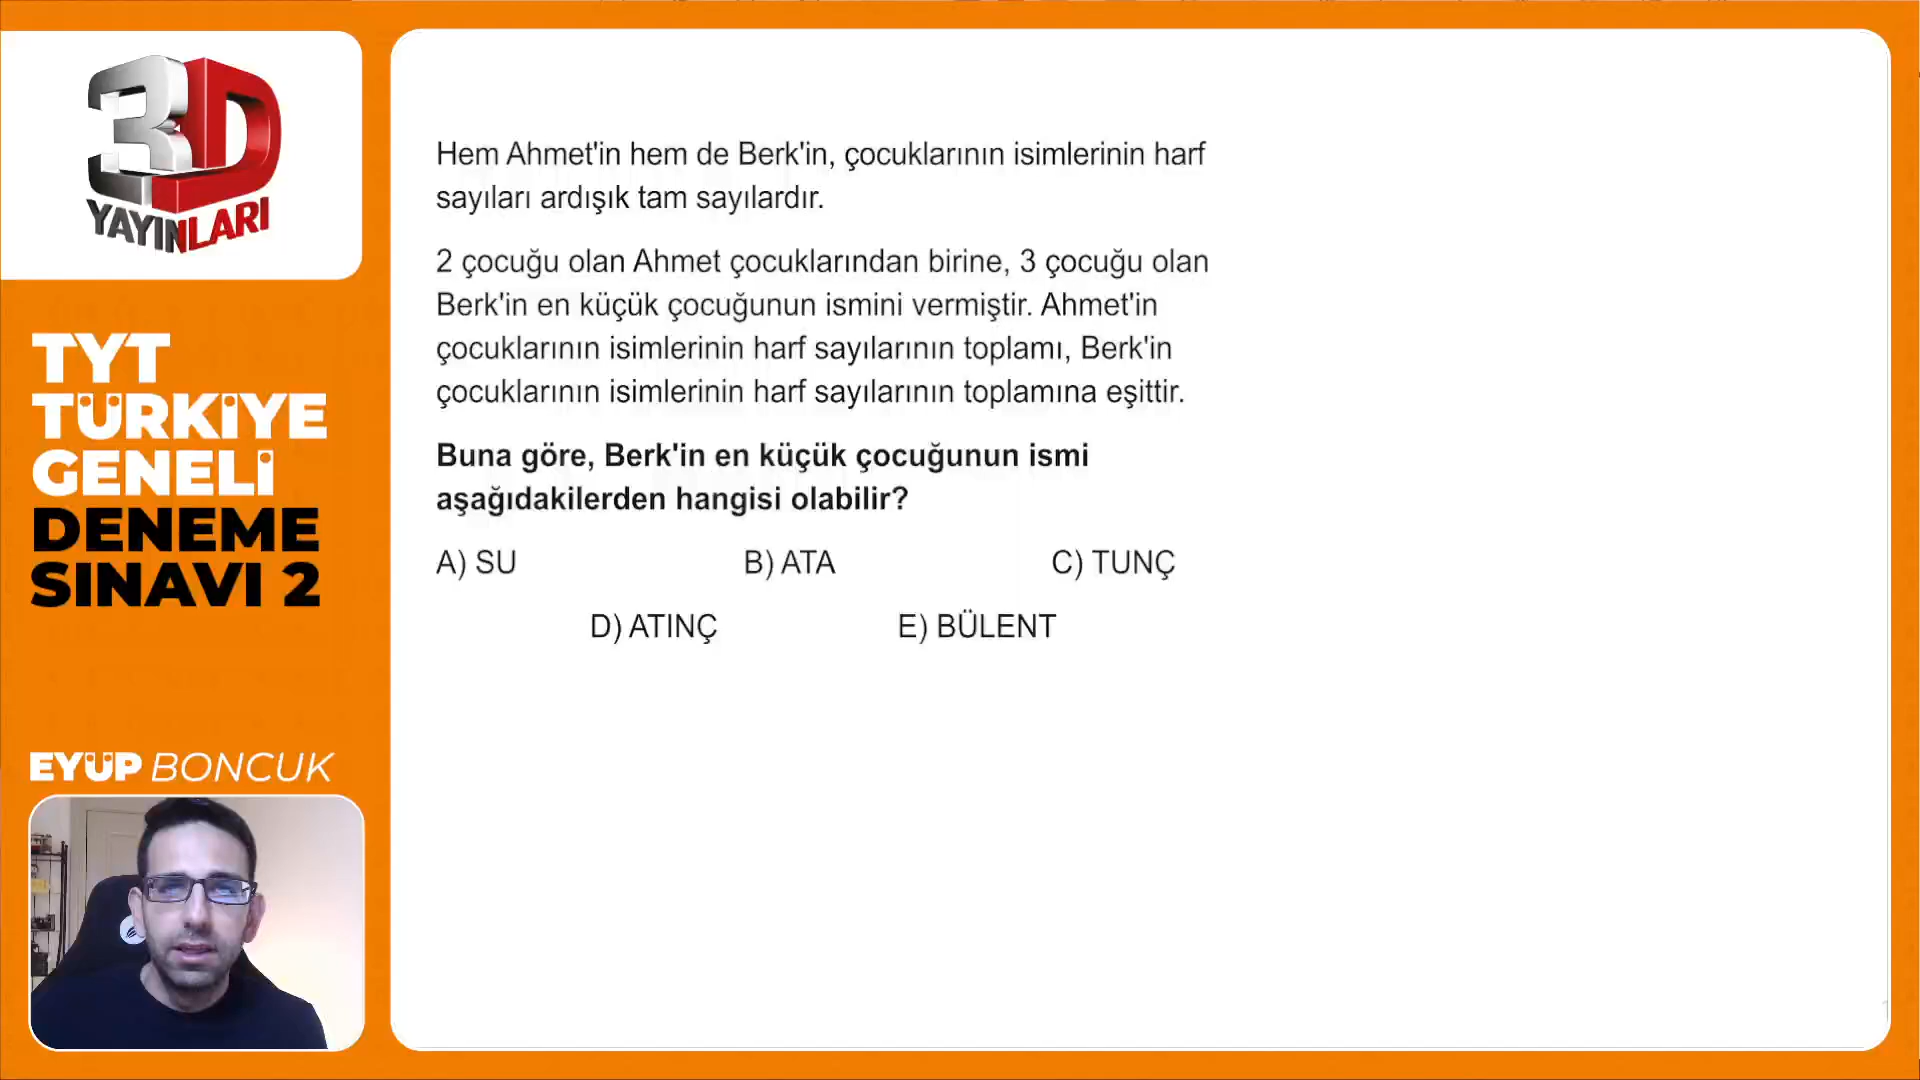 3D
YAYINLARI
TYT
TÜRKİYE
GENELİ
DENEME
SINAVI 2
EYÜP BONCUK
Hem Ahmet'in hem de Berk'in, çocuklarının isimlerinin harf
sayıları ardışık tam sayılardır.
2 çocuğu olan Ahmet çocuklarından birine, 3 çocuğu olan
Berk'in en küçük çocuğunun ismini vermiştir. Ahmet'in
çocuklarının isimlerinin harf sayılarının toplamı, Berk'in
çocuklarının isimlerinin harf sayılarının toplamına eşittir.
Buna göre, Berk'in en küçük çocuğunun ismi
aşağıdakilerden hangisi olabilir?
A) SU B) ATA C) TUNÇ
D) ATINÇ E) BÜLENT